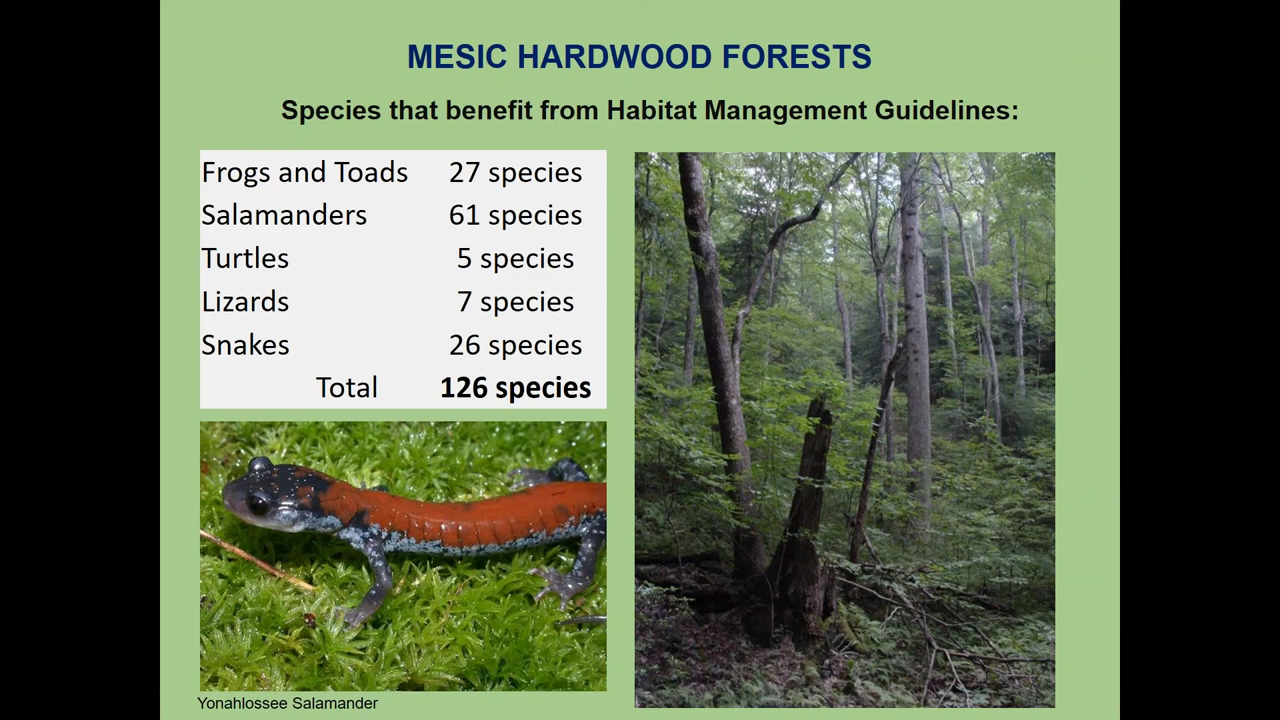 MESIC HARDWOOD FORESTS
Species that benefit from Habitat Management Guidelines:
Frogs and Toads 27 species
Salamanders 61 species
Turtles 5 species
Lizards 7 species
Snakes 26 species
Total 126 species
Yonahlossee Salamander